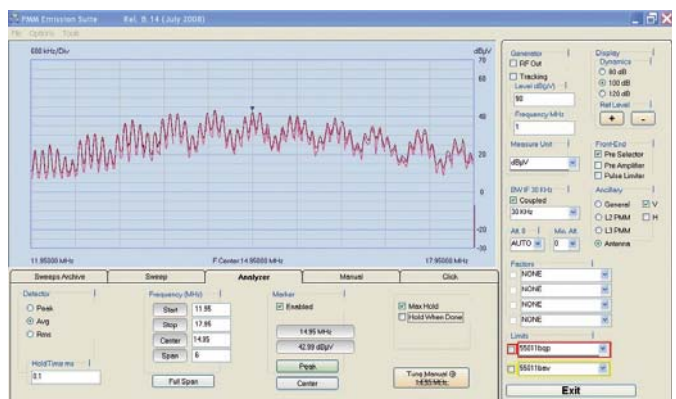 PMM Emission Suite Rel. B.14 (July 2008)
File Options Tools
600 kHz/Div
dBµV
70
60
40
20
0
-20
-30
11.95000 MHz
F.Center:14.95000 MHz
17.95000 MHz
Sweeps Archive
Sweep
Analyzer
Manual
Click
Detector
Peak
Avg
Rms
HoldTime ms
0.1
Frequency (MHz)
Start 11.95
Stop 17.95
Center 14.95
Span 6
Full Span
Marker
Enabled
14.95 MHz
42.99 dBµV
Peak
Center
Max Hold
Hold When Done
Tune Manual @
14.95 MHz;
Generator
RF Out
Tracking
Level dBµV)
90
Frequency MHz
1
Measure Unit
dBµV
BW IF 30 KHz
Coupled
30 KHz
Att. 0
Min. Att.
AUTO
0
Display
Dynamics
80 dB
100 dB
120 dB
Ref Level
+ -
Front-End
Pre Selector
Pre Amplifier
Pulse Limiter
Ancillary
General
V
L2 PMM
H
L3 PMM
Antenna
Factors
NONE
NONE
NONE
NONE
Limits
55011bqp
Exit